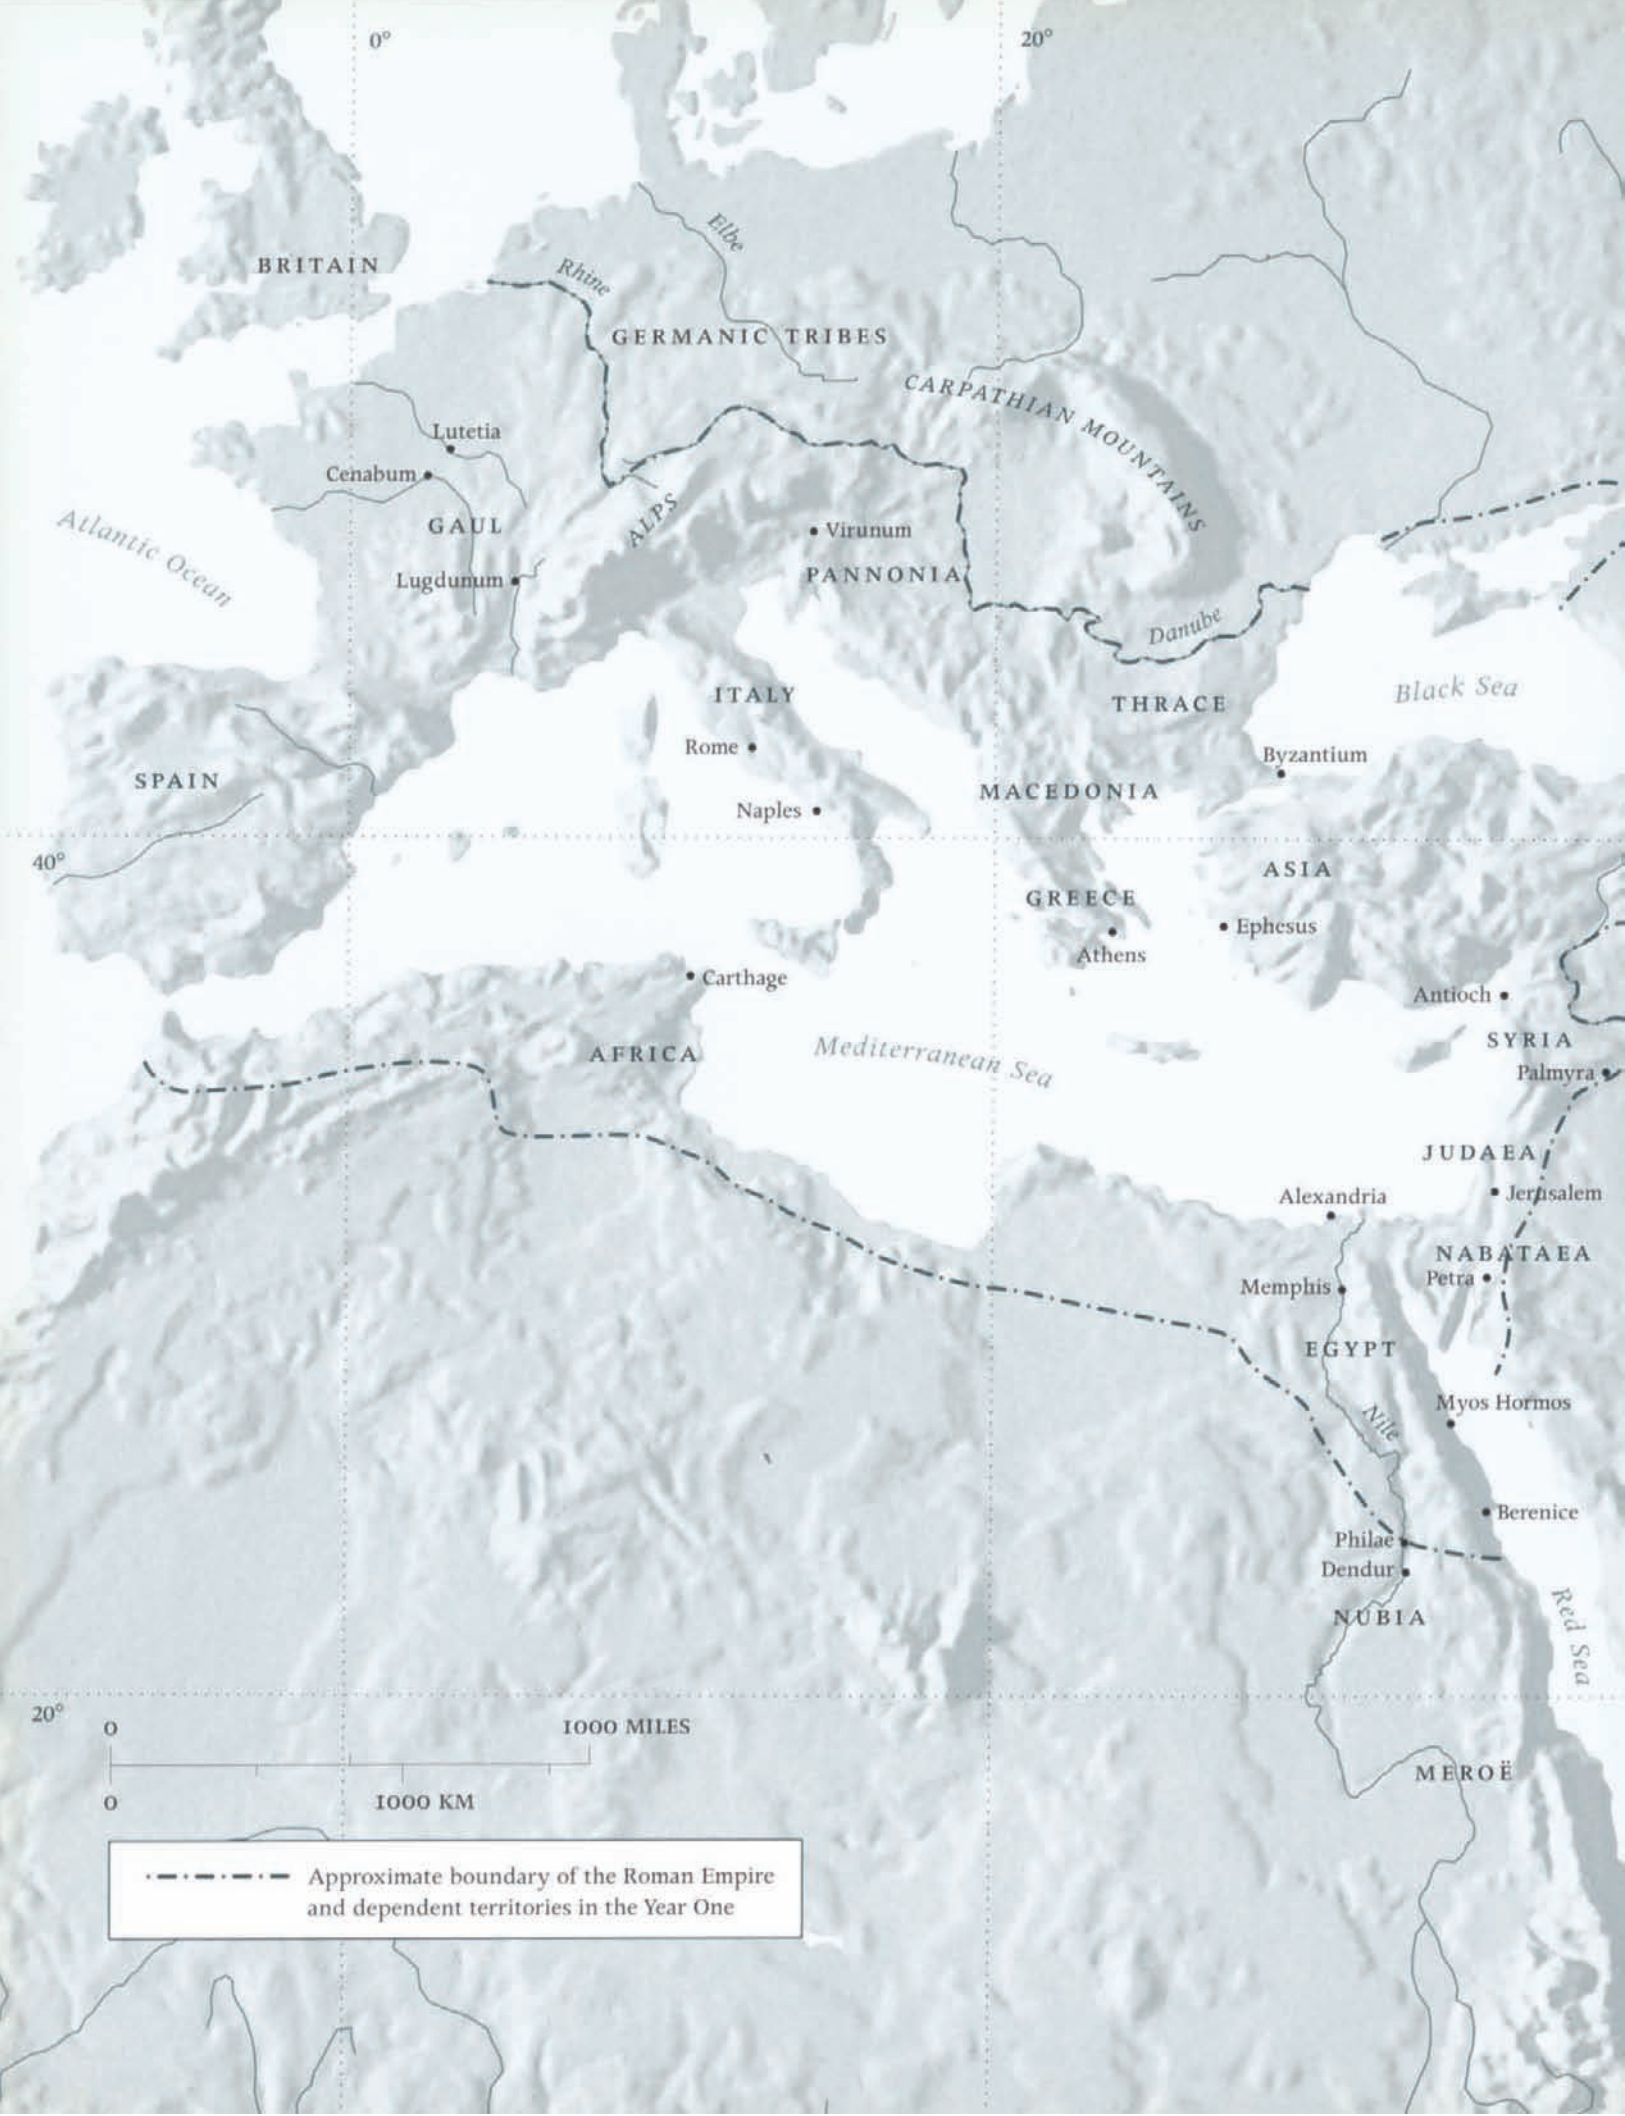 0°
20°
Elbe
BRITAIN
Rhine
GERMANIC TRIBES
CARPATHIAN MOUNTAINS
Lutetia
Cenabum
Atlantic Ocean
GAUL
ALPS
Virunum
Lugdunum
PANNONIA
Danube
ITALY
THRACE
Black Sea
Rome
Byzantium
SPAIN
MACEDONIA
Naples
40°
ASIA
GREECE
Ephesus
Athens
Carthage
Antioch
AFRICA
Mediterranean Sea
SYRIA
Palmyra
JUDAEA
Alexandria
Jerusalem
NABATAEA
Petra
Memphis
EGYPT
Myos Hormos
Nile
Berenice
Philae
Dendur
NUBIA
Red Sea
20°
0
1000 MILES
MEROË
0
1000 KM
Approximate boundary of the Roman Empire
and dependent territories in the Year One